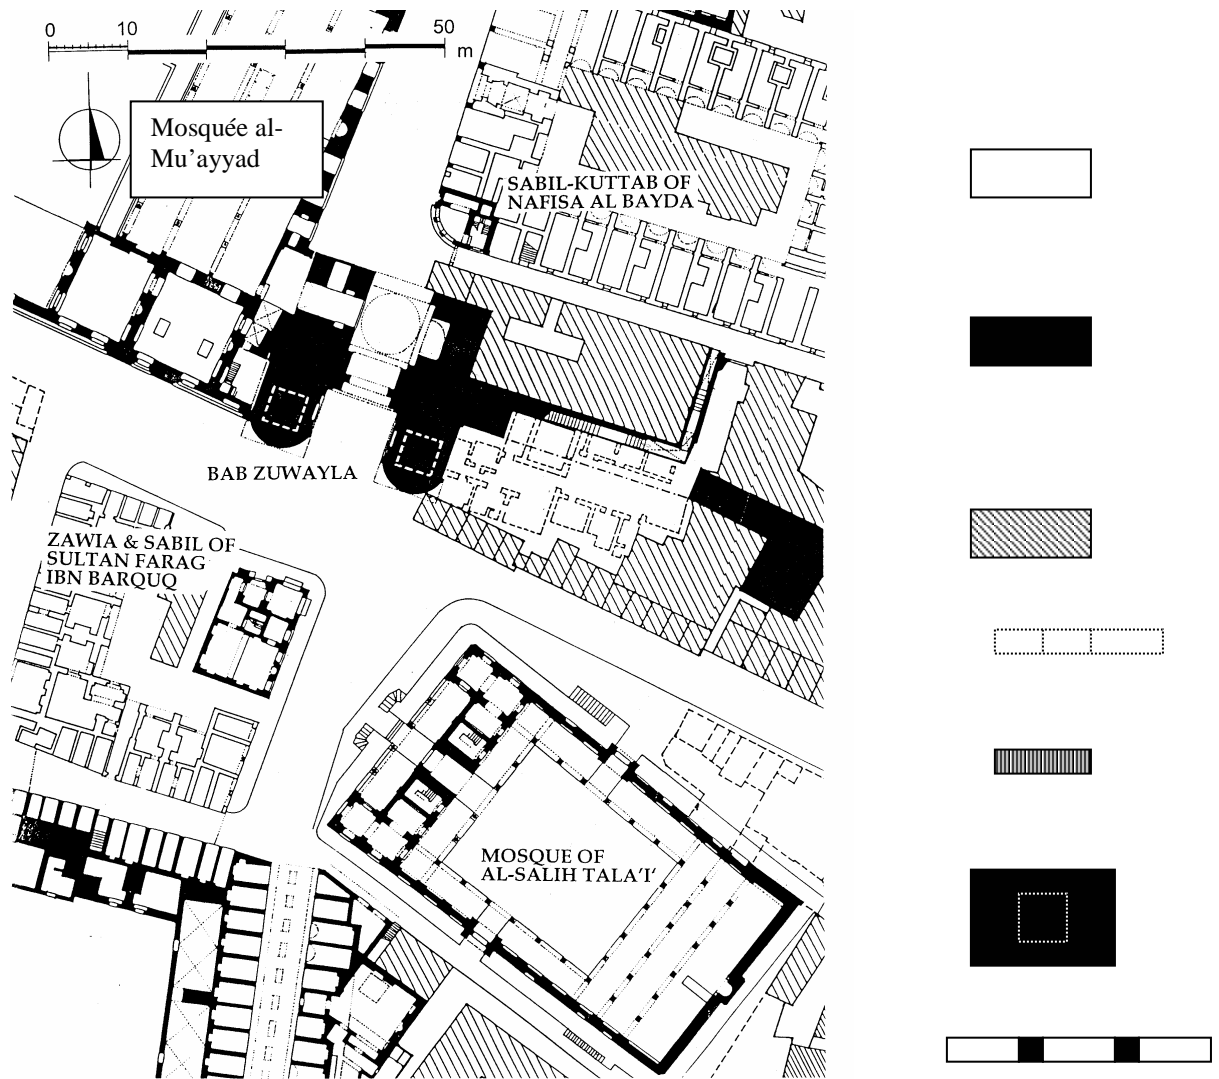 0 10 50
m
Mosquée al-
Mu’ayyad
SABIL-KUTTAB OF
NAFISA AL BAYDA
BAB ZUWAYLA
ZAWIA & SABIL OF
SULTAN FARAG
IBN BARQUQ
MOSQUE OF
AL-SALIH TALA'I'